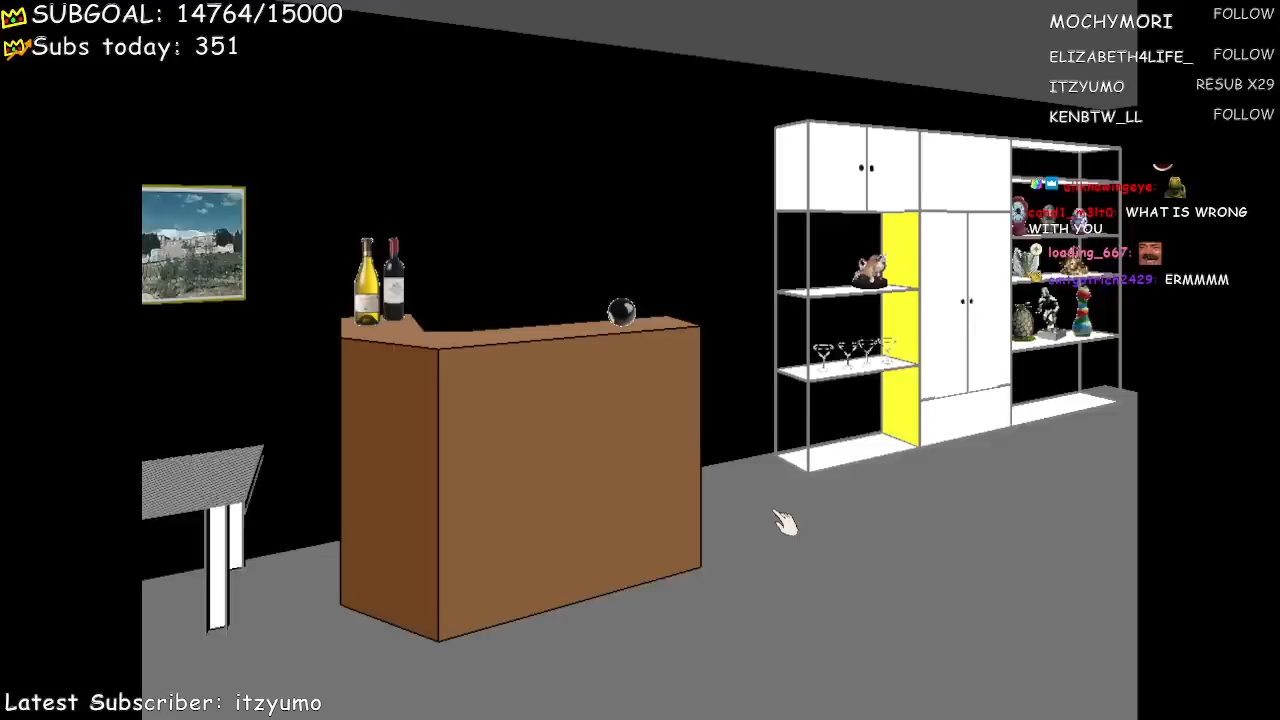 SUBGOAL: 14764/15000
Subs today: 351
MOCHYMORI FOLLOW
ELIZABETH4LIFE_ FOLLOW
ITZYUMO RESUB X29
KENBTW_LL FOLLOW
WHAT IS WRONG
WITH YOU
loading_667:
ERMMMM
Latest Subscriber: itzyumo